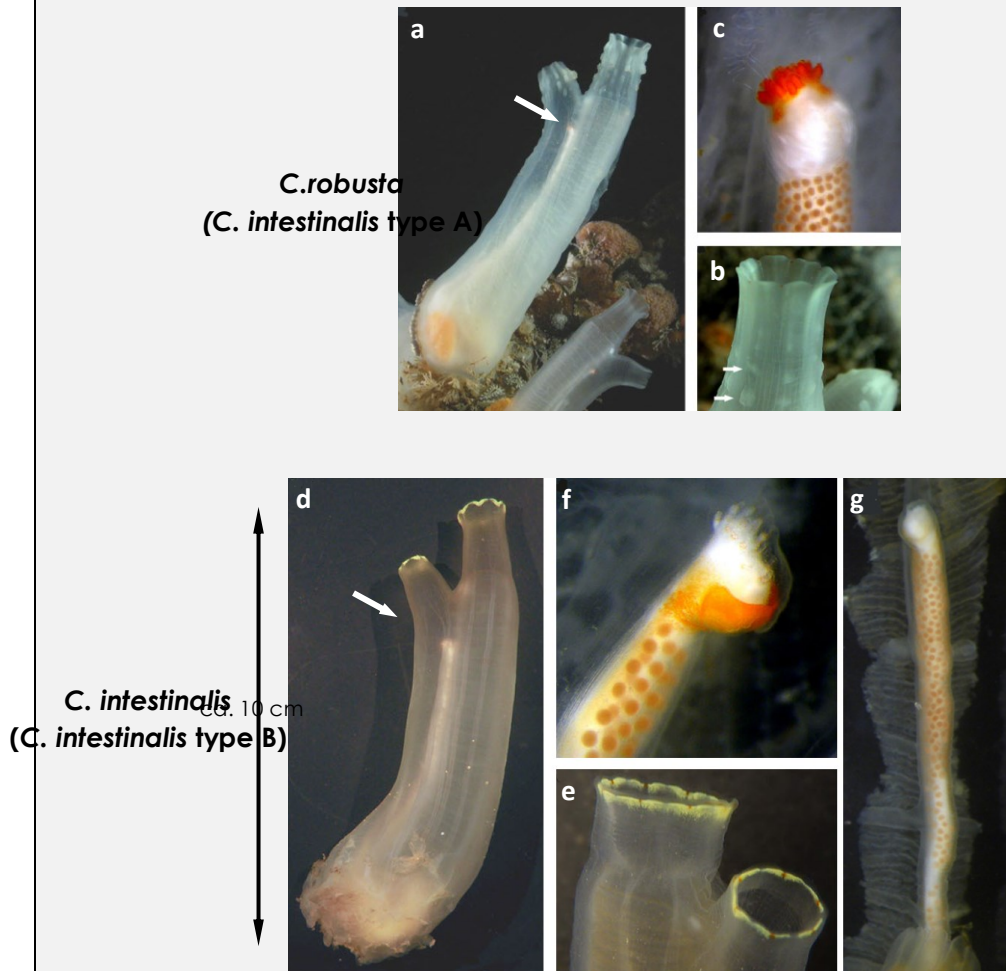 a
c
C.robusta
(C. intestinalis type A)
b
d
f
g
C. intestinalis
ca. 10 cm
(C. intestinalis type B)
e